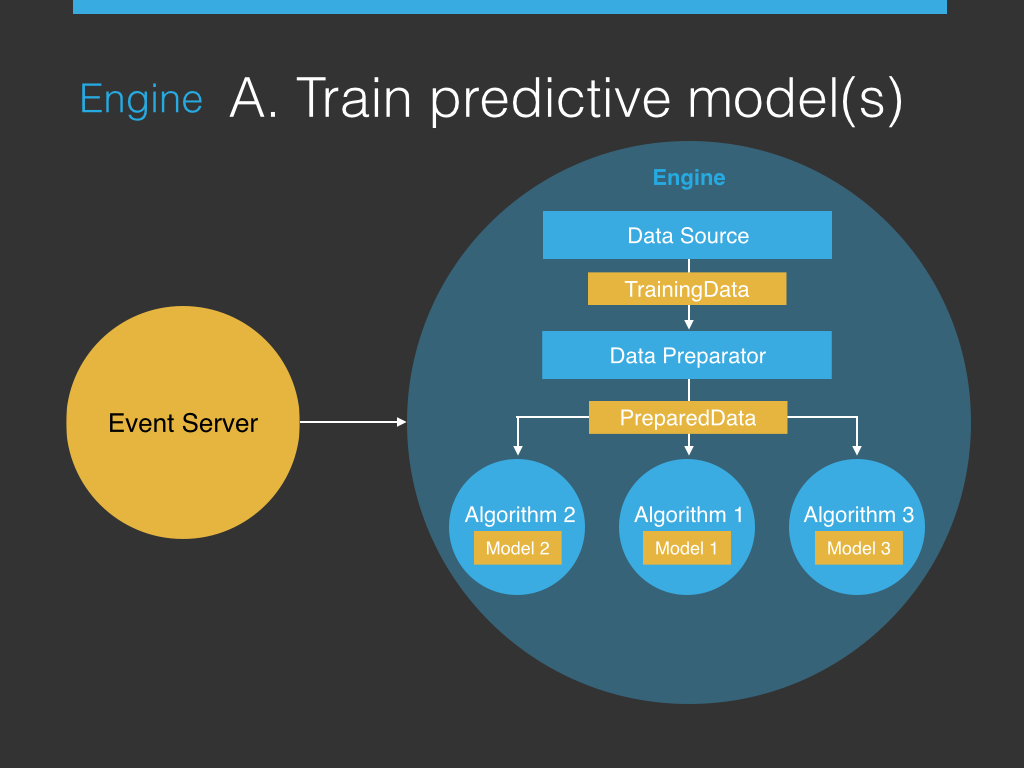 Engine A. Train predictive model(s)
Engine
Data Source
TrainingData
Data Preparator
Event Server
PreparedData
Algorithm 2
Model 2
Algorithm 1
Model 1
Algorithm 3
Model 3